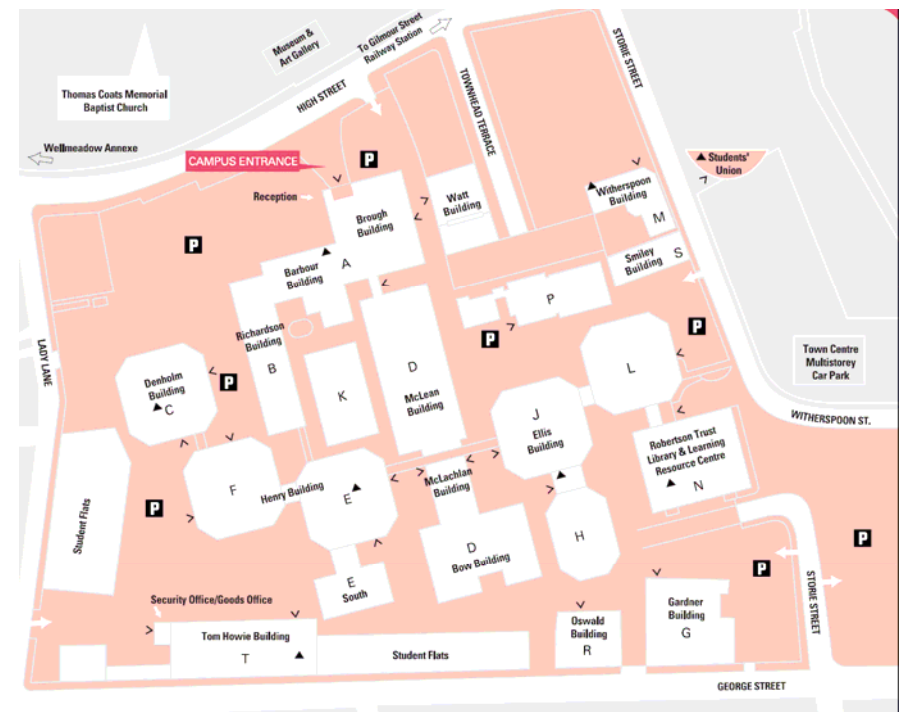 Museum &
Art Gallery
To Gilmour Street
Railway Station
STORIE STREET
Thomas Coats Memorial
Baptist Church
HIGH STREET
TOWNHEAD TERRACE
Wellmeadow Annexe
CAMPUS ENTRANCE
P
Students'
Union
Reception
Watt
Building
Witherspoon
Building
M
Brough
Building
P
Smiley
Building
S
Barbour
Building
A
P
Richardson
Building
B
P
P
LADY LANE
Denholm
Building
C
P
K
D
McLean
Building
L
Town Centre
Multistorey
Car Park
J
Ellis
Building
WITHERSPOON ST.
Robertson Trust
Library & Learning
Resource Centre
N
F
Henry Building
E
McLachlan
Building
P
Student Flats
H
D
Bow Building
P
P
E
South
STORIE STREET
Security Office/Goods Office
Tom Howie Building
T
Student Flats
Oswald
Building
R
Gardner
Building
G
GEORGE STREET